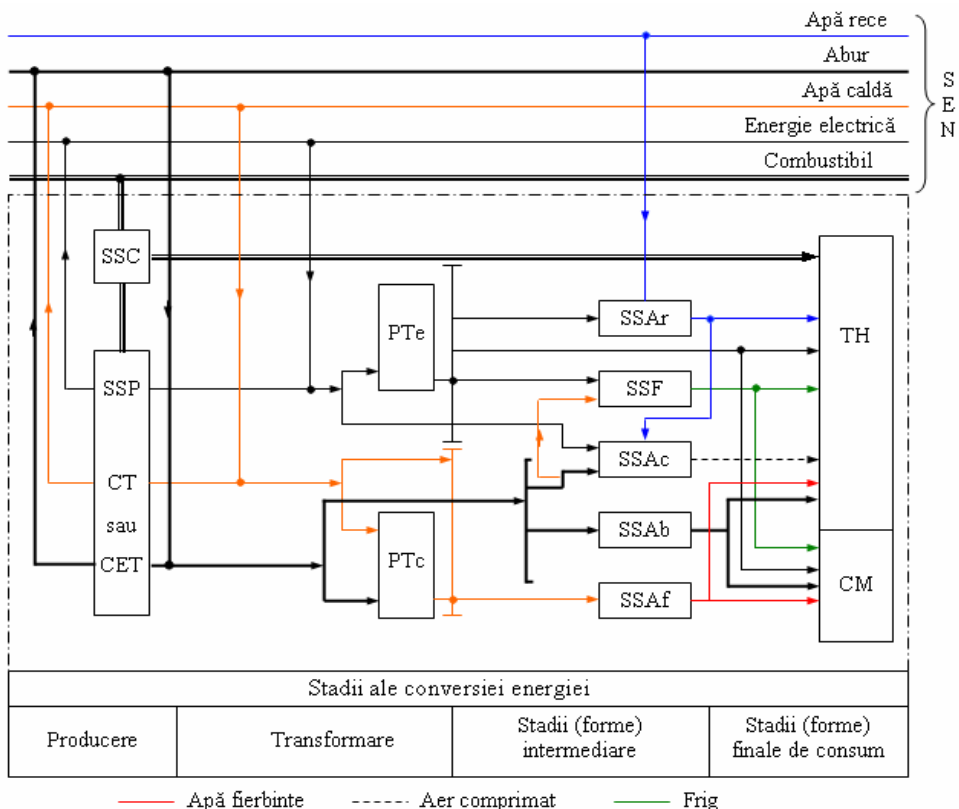 Apă rece
Abur
Apă caldă
Energie electrică
Combustibil
S
E
N
SSC
SSP
CT
sau
CET
PTe
PTc
SSAr
SSF
SSAc
SSAb
SSAf
TH
CM
Stadii ale conversiei energiei
Producere
Transformare
Stadii (forme)
intermediare
Stadii (forme)
finale de consum
Apă fierbinte
Aer comprimat
Frig